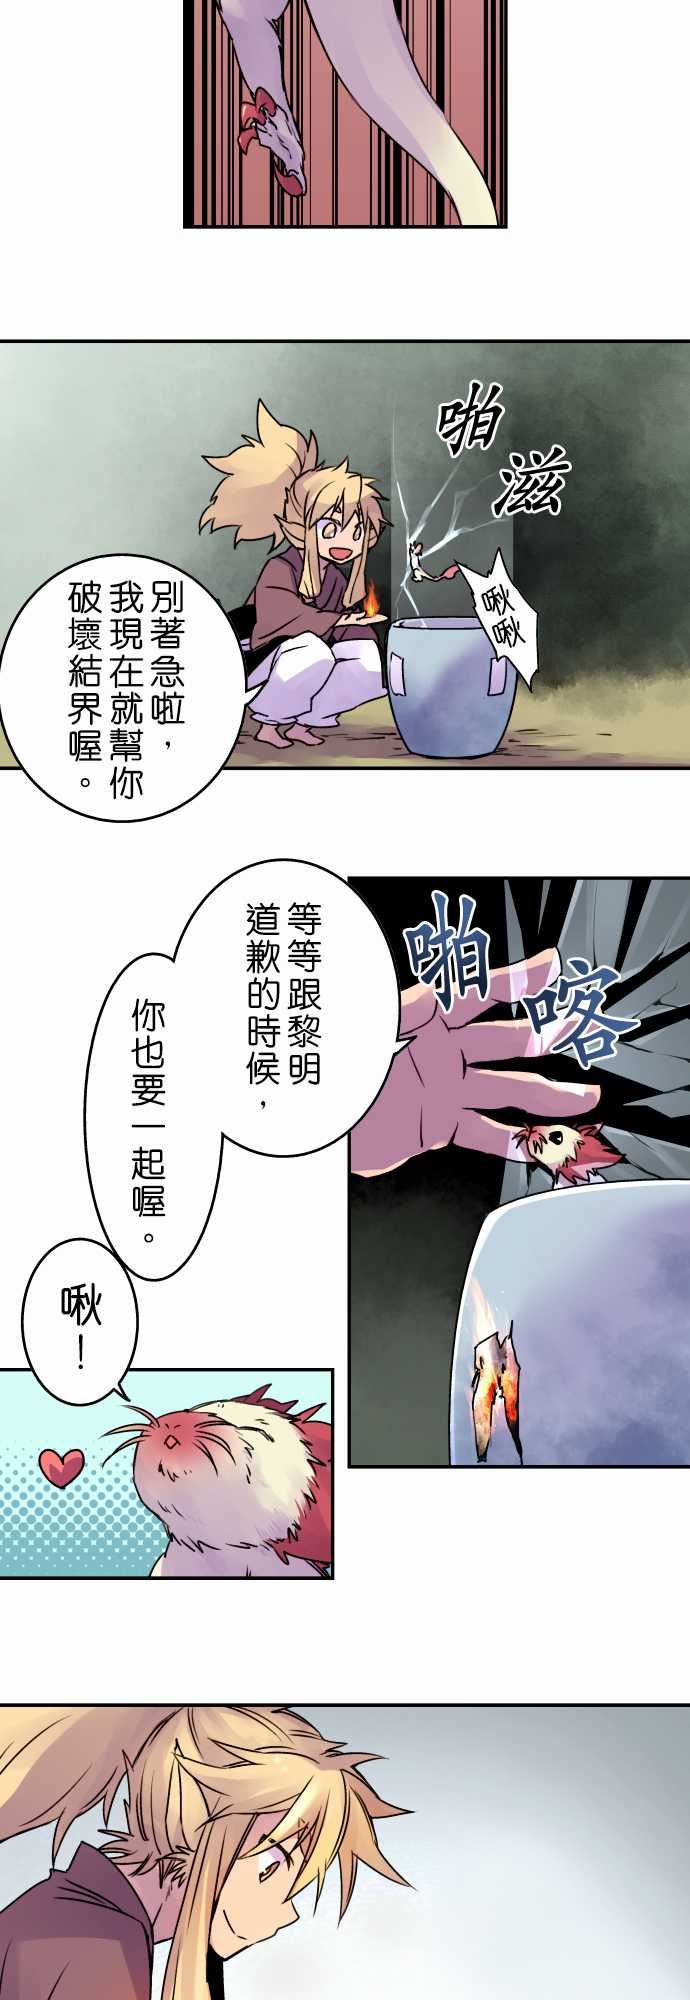 啪
滋
啾啾
別著急啦，
我現在就幫你
破壞結界喔。
喀
啪
等等跟黎明
道歉的時候，
你也要一起喔。
啾！